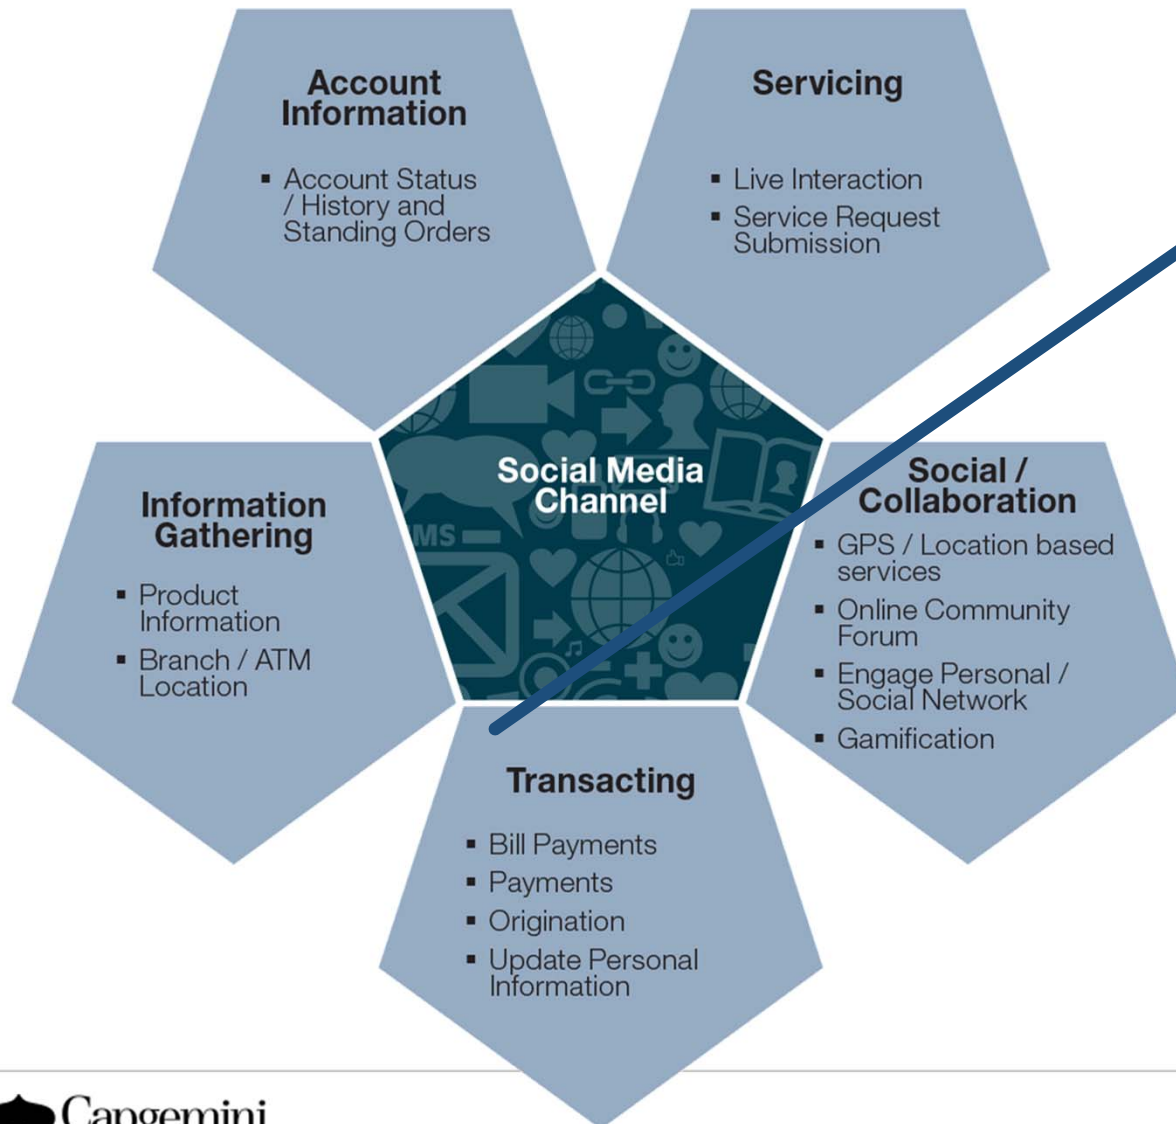 Account
Information
▪ Account Status
/ History and
Standing Orders
Servicing
▪ Live Interaction
▪ Service Request
Submission
Social Media
Channel
MS
Information
Gathering
▪ Product
Information
▪ Branch / ATM
Location
Social /
Collaboration
▪ GPS / Location based
services
▪ Online Community
Forum
▪ Engage Personal /
Social Network
▪ Gamification
Transacting
▪ Bill Payments
▪ Payments
▪ Origination
▪ Update Personal
Information
Capgemini